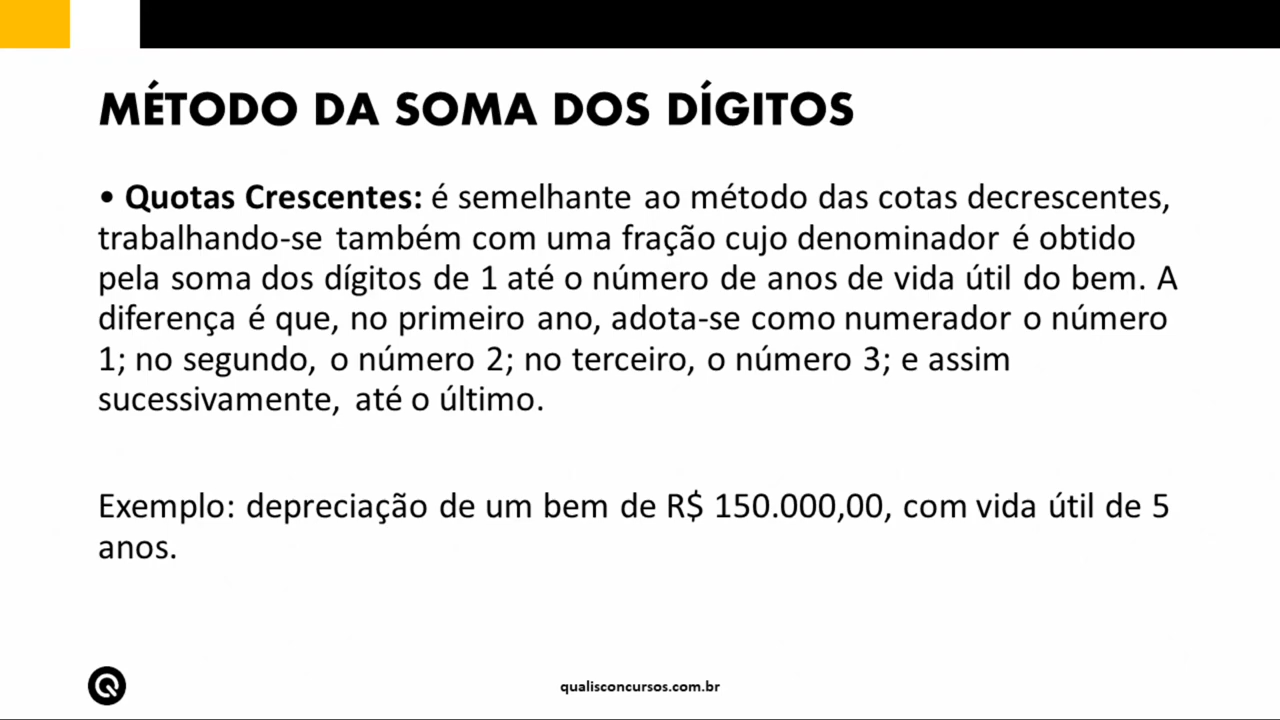 MÉTODO DA SOMA DOS DÍGITOS
• Quotas Crescentes: é semelhante ao método das cotas decrescentes,
trabalhando-se também com uma fração cujo denominador é obtido
pela soma dos dígitos de 1 até o número de anos de vida útil do bem. A
diferença é que, no primeiro ano, adota-se como numerador o número
1; no segundo, o número 2; no terceiro, o número 3; e assim
sucessivamente, até o último.
Exemplo: depreciação de um bem de R$ 150.000,00, com vida útil de 5
anos.
qualisconcursos.com.br